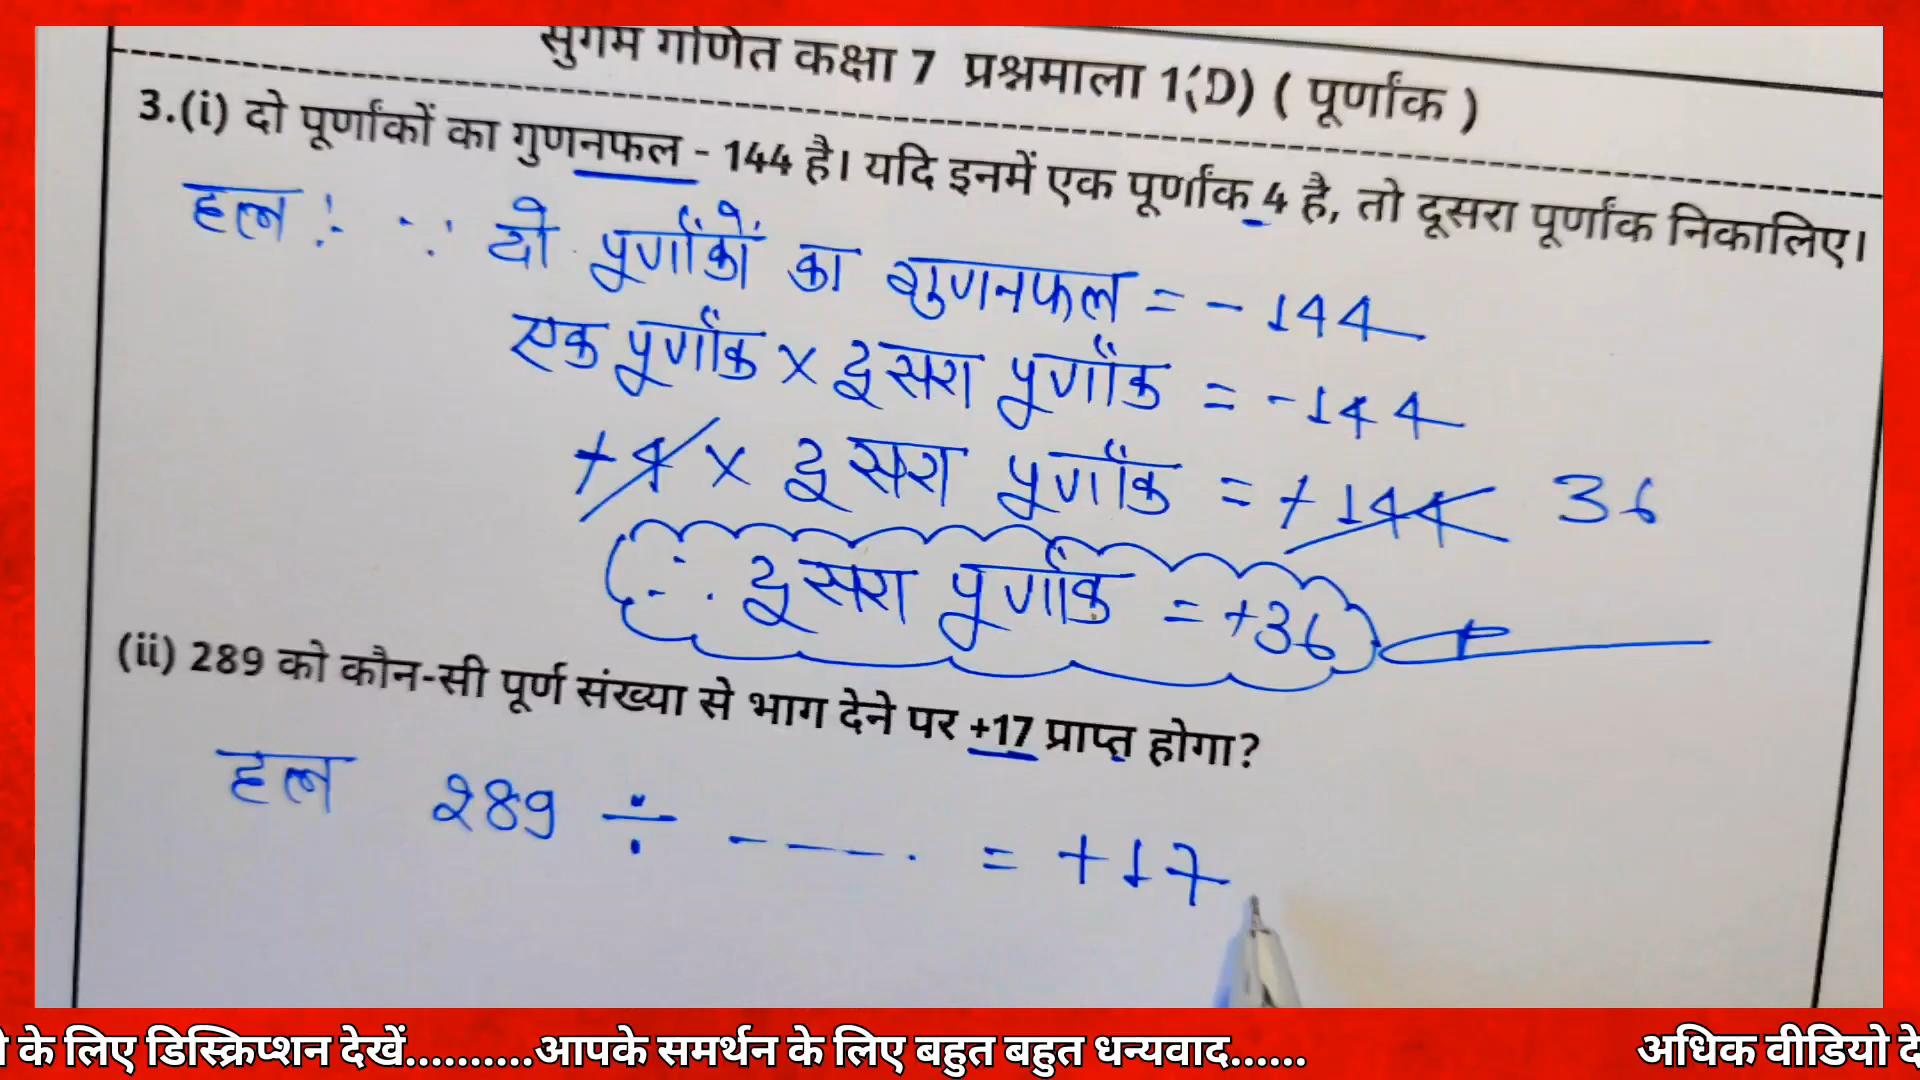 सुगम गणित कक्षा 7 प्रश्नमाला 1(D) ( पूर्णांक )
3.(i) दो पूर्णांकों का गुणनफल - 144 है। यदि इनमें एक पूर्णांक 4 है, तो दूसरा पूर्णांक निकालिए।
हल :- ∵ दो पूर्णांकों का गुणनफल = - 144
एक पूर्णांक × दूसरा पूर्णांक = -144
+4 × दूसरा पूर्णांक = +144 36
∴ दूसरा पूर्णांक = +36
(ii) 289 को कौन-सी पूर्ण संख्या से भाग देने पर +17 प्राप्त होगा?
हल 289 ÷ ----. = +17
के लिए डिस्क्रिप्शन देखें..........आपके समर्थन के लिए बहुत बहुत धन्यवाद...... अधिक वीडियो दे